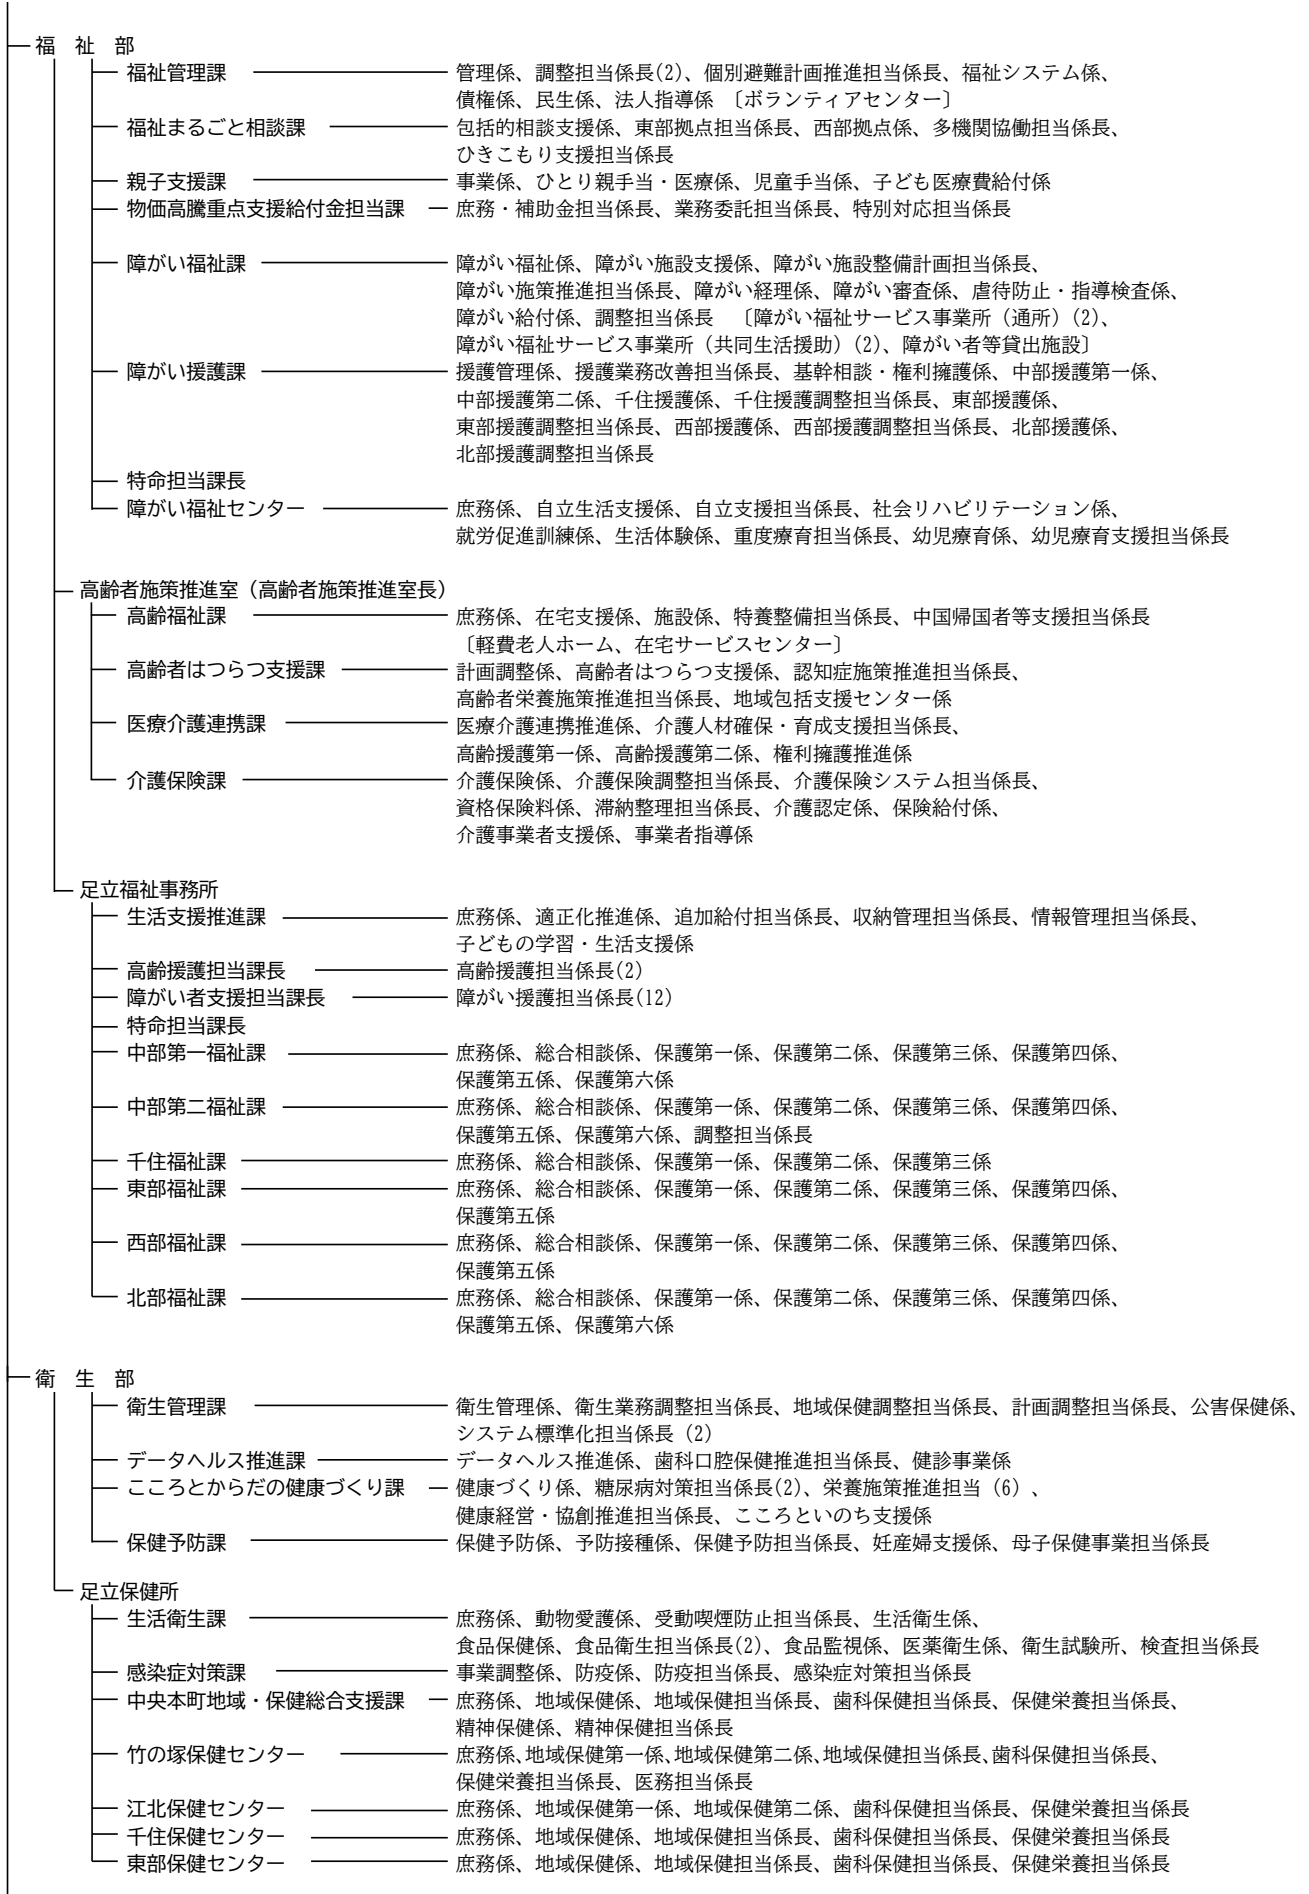 福　祉　部
福祉管理課　管理係、調整担当係長(2)、個別避難計画推進担当係長、福祉システム係、
債権係、民生係、法人指導係　〔ボランティアセンター〕
福祉まるごと相談課　包括的相談支援係、東部拠点担当係長、西部拠点係、多機関協働担当係長、
ひきこもり支援担当係長
親子支援課　事業係、ひとり親手当・医療係、児童手当係、子ども医療費給付係
物価高騰重点支援給付金担当課　庶務・補助金担当係長、業務委託担当係長、特別対応担当係長
障がい福祉課　障がい福祉係、障がい施設支援係、障がい施設整備計画担当係長、
障がい施策推進担当係長、障がい経理係、障がい審査係、虐待防止・指導検査係、
障がい給付係、調整担当係長　〔障がい福祉サービス事業所（通所）(2)、
障がい福祉サービス事業所（共同生活援助）(2)、障がい者等貸出施設〕
障がい援護課　援護管理係、援護業務改善担当係長、基幹相談・権利擁護係、中部援護第一係、
中部援護第二係、千住援護係、千住援護調整担当係長、東部援護係、
東部援護調整担当係長、西部援護係、西部援護調整担当係長、北部援護係、
北部援護調整担当係長
特命担当課長
障がい福祉センター　庶務係、自立生活支援係、自立支援担当係長、社会リハビリテーション係、
就労促進訓練係、生活体験係、重度療育担当係長、幼児療育係、幼児療育支援担当係長
高齢者施策推進室（高齢者施策推進室長）
高齢福祉課　庶務係、在宅支援係、施設係、特養整備担当係長、中国帰国者等支援担当係長
〔軽費老人ホーム、在宅サービスセンター〕
高齢者はつらつ支援課　計画調整係、高齢者はつらつ支援係、認知症施策推進担当係長、
高齢者栄養施策推進担当係長、地域包括支援センター係
医療介護連携課　医療介護連携推進係、介護人材確保・育成支援担当係長、
高齢援護第一係、高齢援護第二係、権利擁護推進係
介護保険課　介護保険係、介護保険調整担当係長、介護保険システム担当係長、
資格保険料係、滞納整理担当係長、介護認定係、保険給付係、
介護事業者支援係、事業者指導係
足立福祉事務所
生活支援推進課　庶務係、適正化推進係、追加給付担当係長、収納管理担当係長、情報管理担当係長、
子どもの学習・生活支援係
高齢援護担当課長　高齢援護担当係長(2)
障がい者支援担当課長　障がい援護担当係長(12)
特命担当課長
中部第一福祉課　庶務係、総合相談係、保護第一係、保護第二係、保護第三係、保護第四係、
保護第五係、保護第六係
中部第二福祉課　庶務係、総合相談係、保護第一係、保護第二係、保護第三係、保護第四係、
保護第五係、保護第六係、調整担当係長
千住福祉課　庶務係、総合相談係、保護第一係、保護第二係、保護第三係
東部福祉課　庶務係、総合相談係、保護第一係、保護第二係、保護第三係、保護第四係、
保護第五係
西部福祉課　庶務係、総合相談係、保護第一係、保護第二係、保護第三係、保護第四係、
保護第五係
北部福祉課　庶務係、総合相談係、保護第一係、保護第二係、保護第三係、保護第四係、
保護第五係、保護第六係
衛　生　部
衛生管理課　衛生管理係、衛生業務調整担当係長、地域保健調整担当係長、計画調整担当係長、公害保健係、
システム標準化担当係長（2）
データヘルス推進課　データヘルス推進係、歯科口腔保健推進担当係長、健診事業係
こころとからだの健康づくり課　健康づくり係、糖尿病対策担当係長(2)、栄養施策推進担当（6）、
健康経営・協創推進担当係長、こころといのち支援係
保健予防課　保健予防係、予防接種係、保健予防担当係長、妊産婦支援係、母子保健事業担当係長
足立保健所
生活衛生課　庶務係、動物愛護係、受動喫煙防止担当係長、生活衛生係、
食品保健係、食品衛生担当係長(2)、食品監視係、医薬衛生係、衛生試験所、検査担当係長
感染症対策課　事業調整係、防疫係、防疫担当係長、感染症対策担当係長
中央本町地域・保健総合支援課　庶務係、地域保健係、地域保健担当係長、歯科保健担当係長、保健栄養担当係長、
精神保健係、精神保健担当係長
竹の塚保健センター　庶務係、地域保健第一係、地域保健第二係、地域保健担当係長、歯科保健担当係長、
保健栄養担当係長、医務担当係長
江北保健センター　庶務係、地域保健第一係、地域保健第二係、歯科保健担当係長、保健栄養担当係長
千住保健センター　庶務係、地域保健係、地域保健担当係長、歯科保健担当係長、保健栄養担当係長
東部保健センター　庶務係、地域保健係、地域保健担当係長、歯科保健担当係長、保健栄養担当係長